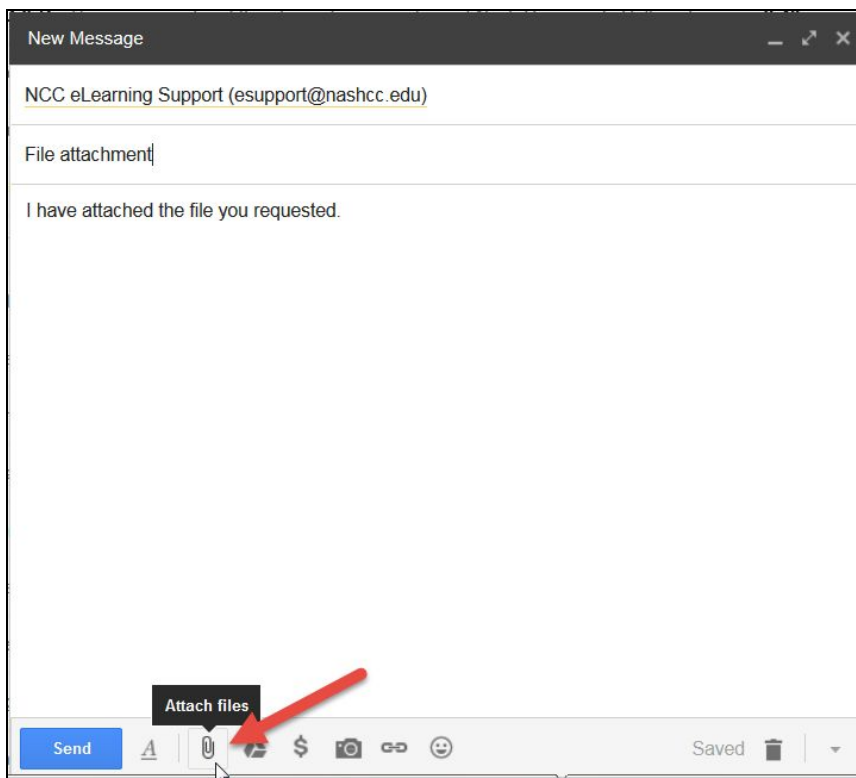 New Message
NCC eLearning Support (esupport@nashcc.edu)
File attachment
I have attached the file you requested.
Attach files
Send
A
$
Saved